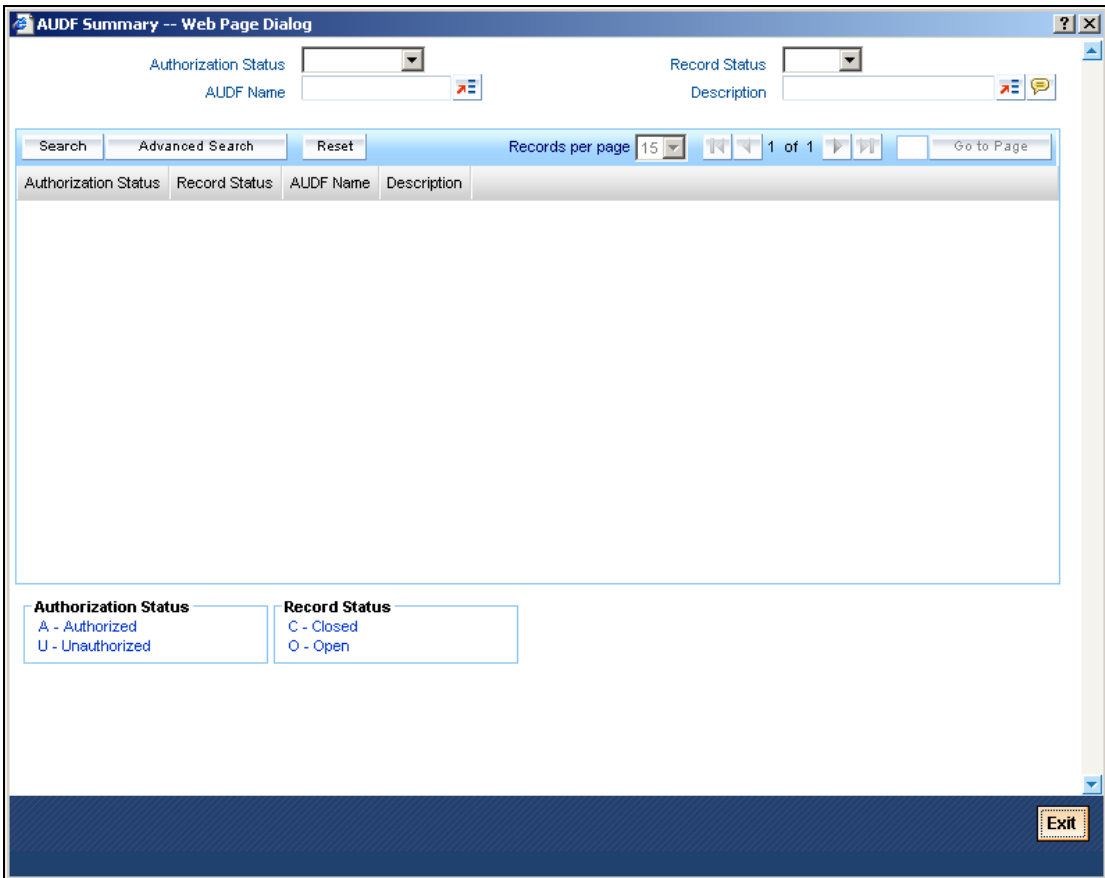 AUDF Summary -- Web Page Dialog
Authorization Status
Record Status
AUDF Name
Description
Search Advanced Search Reset Records per page 15 1 of 1 Go to Page
Authorization Status Record Status AUDF Name Description
Authorization Status
A - Authorized
U - Unauthorized
Record Status
C - Closed
O - Open
Exit